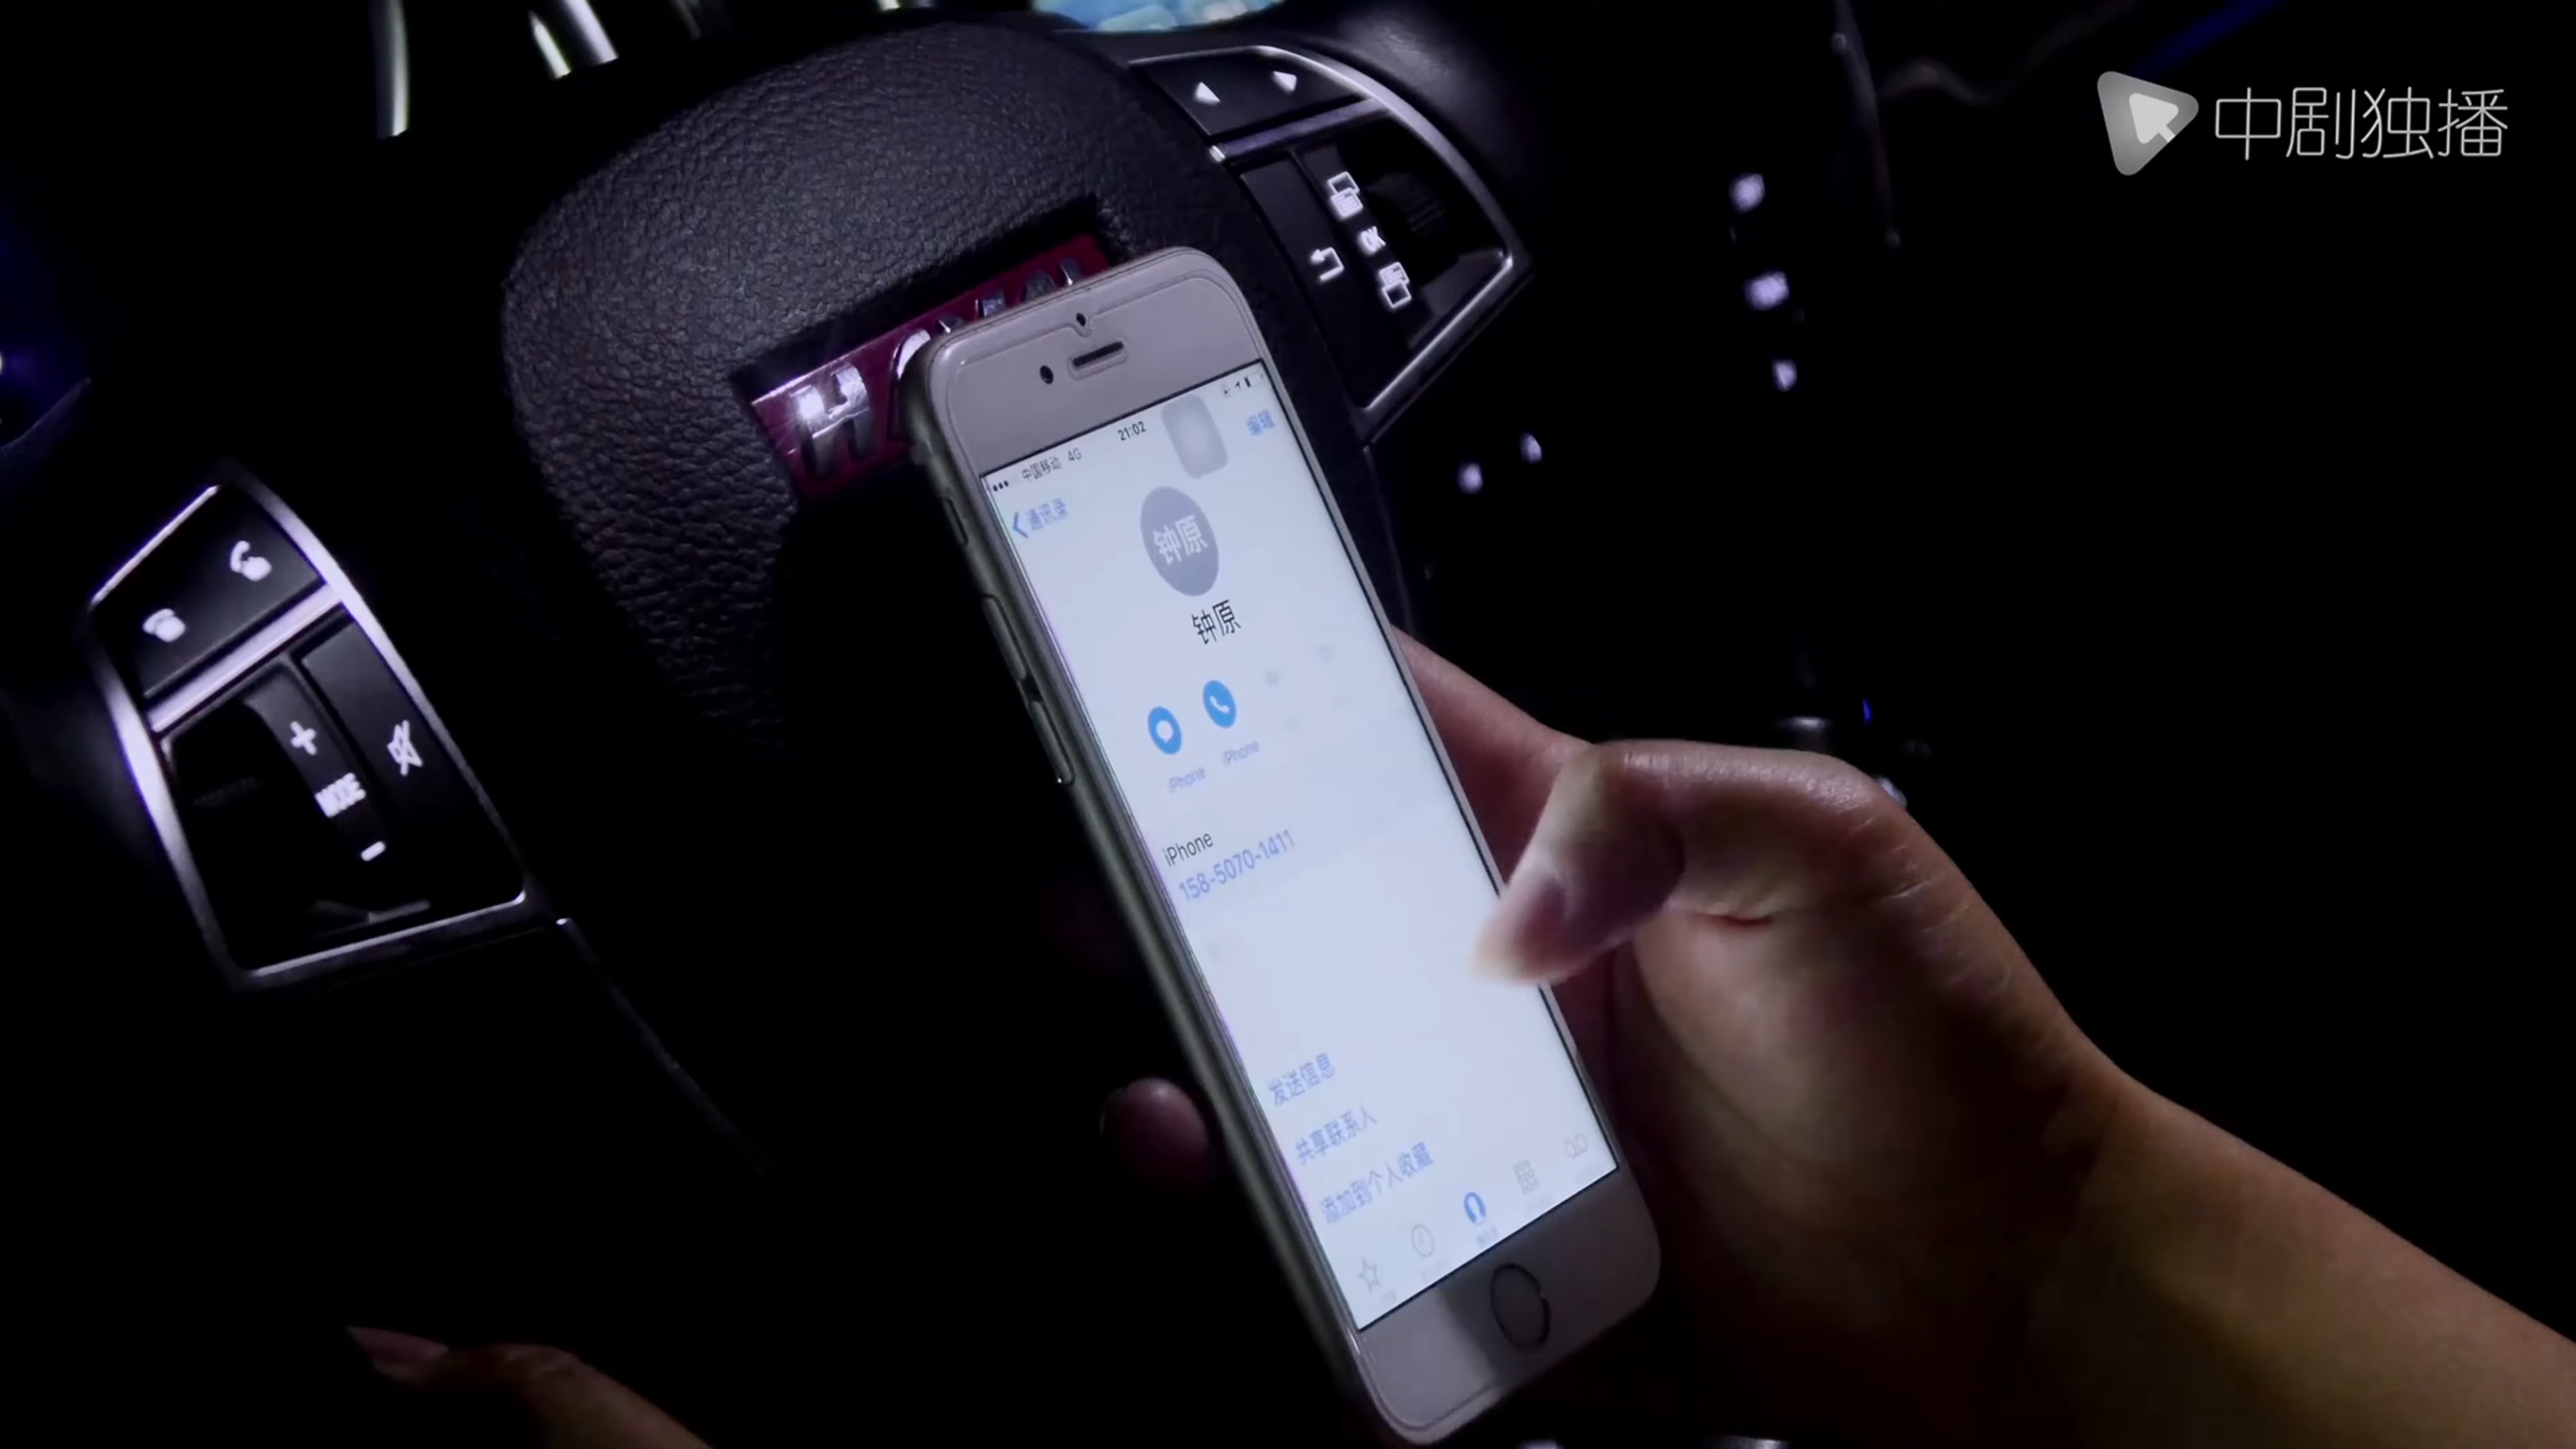 中剧独播
OK
H
中国移动 4G
21:02
编辑
通讯录
钟原
钟原
iPhone
iPhone
iPhone
158-5070-1411
MODE
发送信息
共享联系人
添加到个人收藏